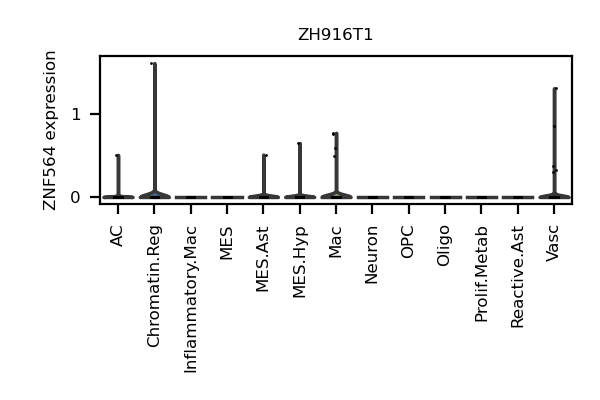 ZH916T1
ZNF564 expression
1
0
AC
Chromatin.Reg
Inflammatory.Mac
MES
MES.Ast
MES.Hyp
Mac
Neuron
OPC
Oligo
Prolif.Metab
Reactive.Ast
Vasc